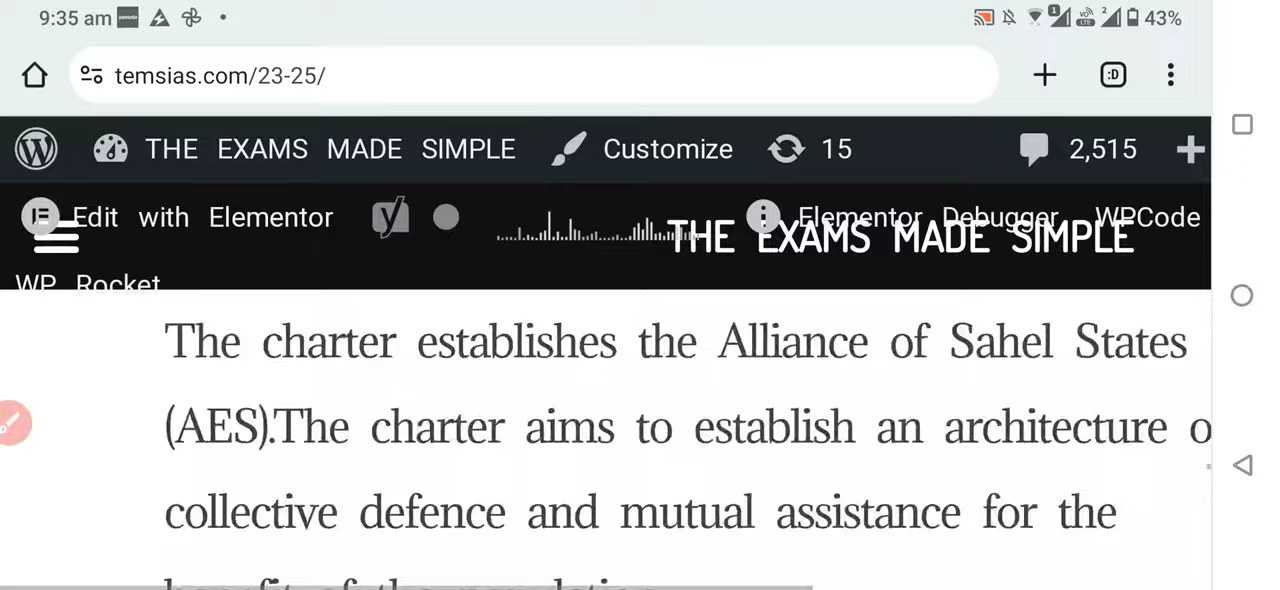 9:35 am
43%
temsias.com/23-25/
:D
THE EXAMS MADE SIMPLE Customize 15 2,515
Edit with Elementor Elementor Debugger WPCode
THE EXAMS MADE SIMPLE
WP Rocket
The charter establishes the Alliance of Sahel States
(AES).The charter aims to establish an architecture o
collective defence and mutual assistance for the